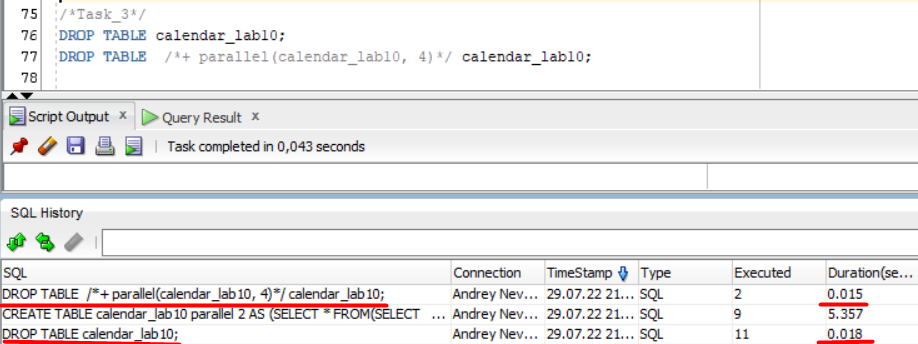 75 /*Task_3*/
76 DROP TABLE calendar_lab10;
77 DROP TABLE /*+ parallel(calendar_lab10, 4)*/ calendar_lab10;
78
Script Output x Query Result x
Task completed in 0,043 seconds
SQL History
SQL Connection TimeStamp Type Executed Duration(se...
DROP TABLE /*+ parallel(calendar_lab10, 4)*/ calendar_lab10; Andrey Nev... 29.07.22 21... SQL 2 0.015
CREATE TABLE calendar_lab10 parallel 2 AS (SELECT * FROM(SELECT ... Andrey Nev... 29.07.22 21... SQL 9 5.357
DROP TABLE calendar_lab10; Andrey Nev... 29.07.22 21... SQL 11 0.018